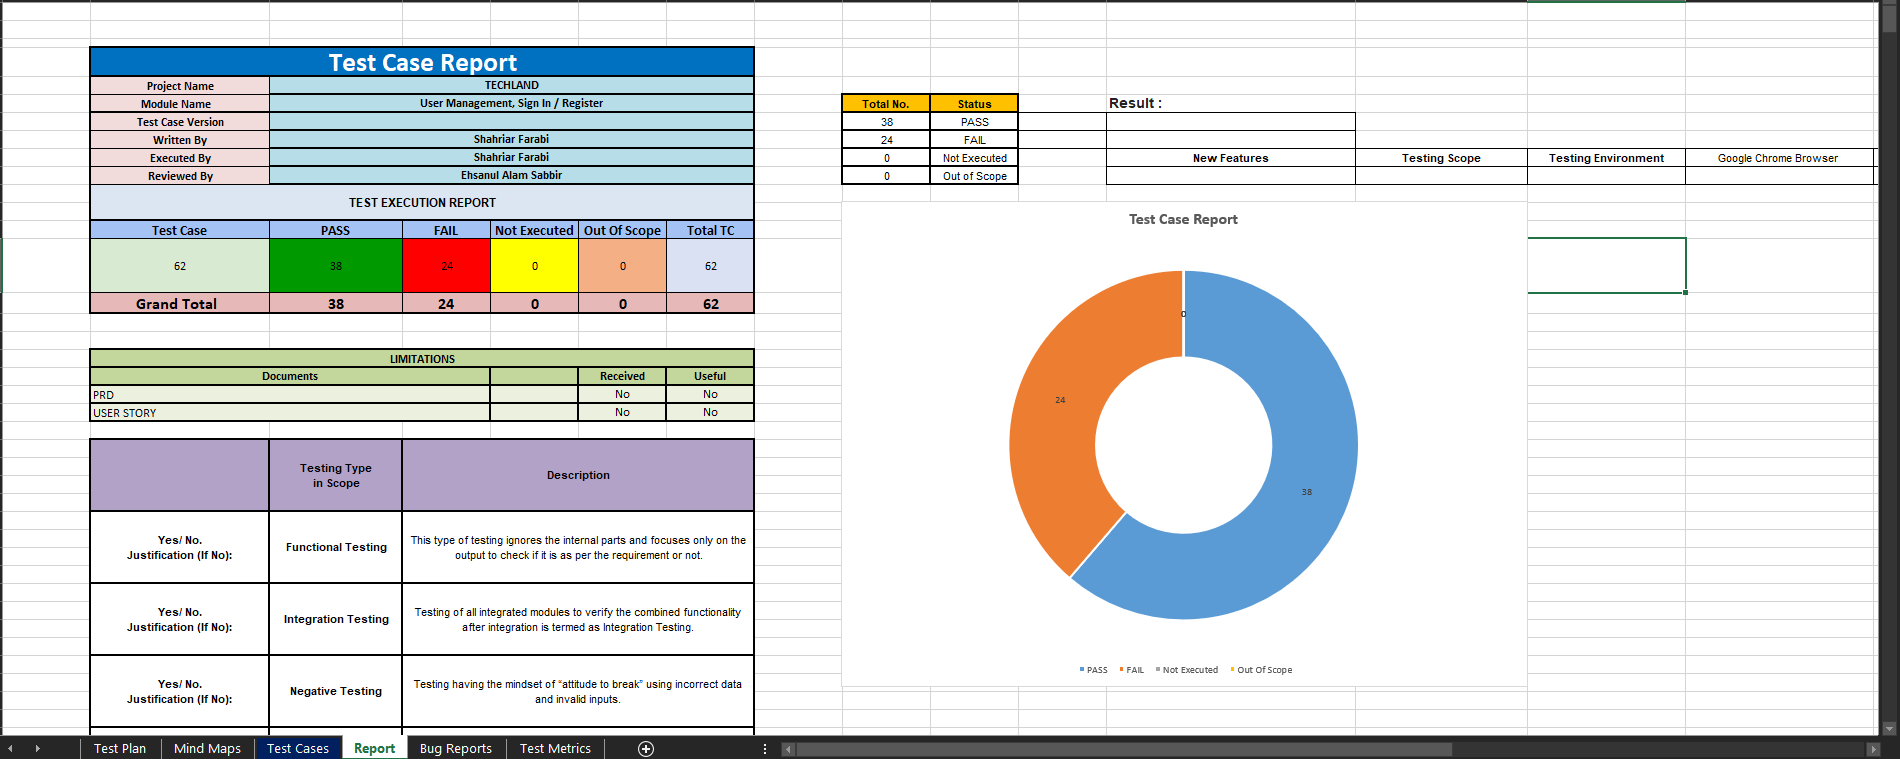 Test Case Report
Project Name TECHLAND
Module Name User Management, Sign In / Register
Test Case Version
Written By Shahriar Farabi
Executed By Shahriar Farabi
Reviewed By Ehsanul Alam Sabbir
TEST EXECUTION REPORT
Test Case PASS FAIL Not Executed Out Of Scope Total TC
62 38 24 0 0 62
Grand Total 38 24 0 0 62
LIMITATIONS
Documents Received Useful
PRD No No
USER STORY No No
Testing Type
in Scope
Description
Yes/ No.
Justification (If No):
Functional Testing
This type of testing ignores the internal parts and focuses only on the
output to check if it is as per the requirement or not.
Yes/ No.
Justification (If No):
Integration Testing
Testing of all integrated modules to verify the combined functionality
after integration is termed as Integration Testing.
Yes/ No.
Justification (If No):
Negative Testing
Testing having the mindset of “attitude to break” using incorrect data
and invalid inputs.
Total No. Status
38 PASS
24 FAIL
0 Not Executed
0 Out of Scope
Result :
New Features Testing Scope Testing Environment Google Chrome Browser
Test Case Report
0
24
38
PASS FAIL Not Executed Out Of Scope
Test Plan Mind Maps Test Cases Report Bug Reports Test Metrics